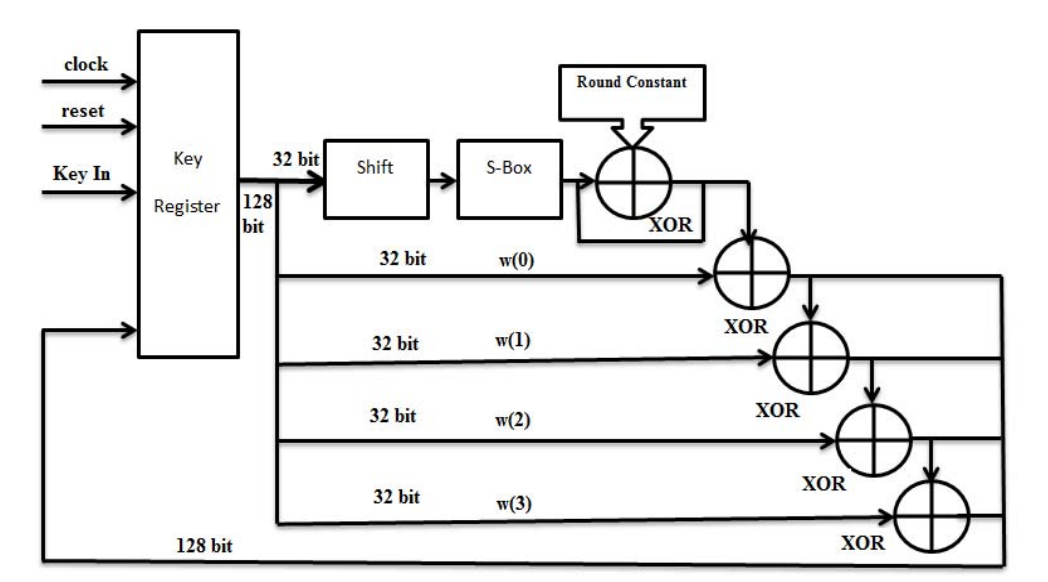 clock
reset
Key In
Key
Register
32 bit
128
bit
Shift
S-Box
Round Constant
XOR
32 bit
w(0)
XOR
32 bit
w(1)
XOR
32 bit
w(2)
XOR
32 bit
w(3)
XOR
128 bit